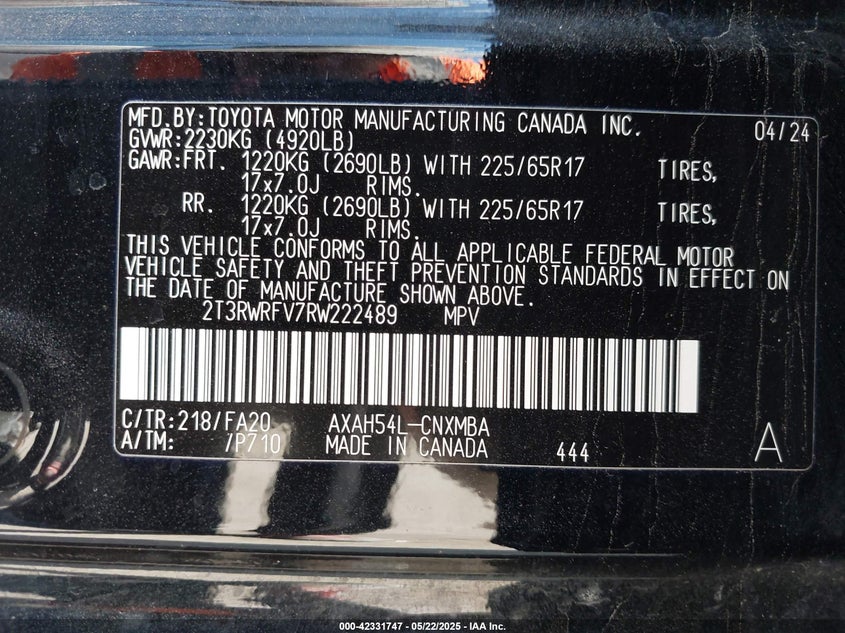 MFD.BY:TOYOTA MOTOR MANUFACTURING CANADA INC. 04/24
GVWR:2230KG (4920LB)
GAWR:FRT. 1220KG (2690LB) WITH 225/65R17 TIRES,
17x7.0J RIMS.
RR. 1220KG (2690LB) WITH 225/65R17 TIRES,
17x7.0J RIMS.
THIS VEHICLE CONFORMS TO ALL APPLICABLE FEDERAL MOTOR
VEHICLE SAFETY AND THEFT PREVENTION STANDARDS IN EFFECT ON
THE DATE OF MANUFACTURE SHOWN ABOVE.
2T3RWRFV7RW222489 MPV
C/TR:218/FA20 AXAH54L-CNXMBA
A/TM: /P710 MADE IN CANADA 444 A
000-42331747 - 05/22/2025 - IAA Inc.